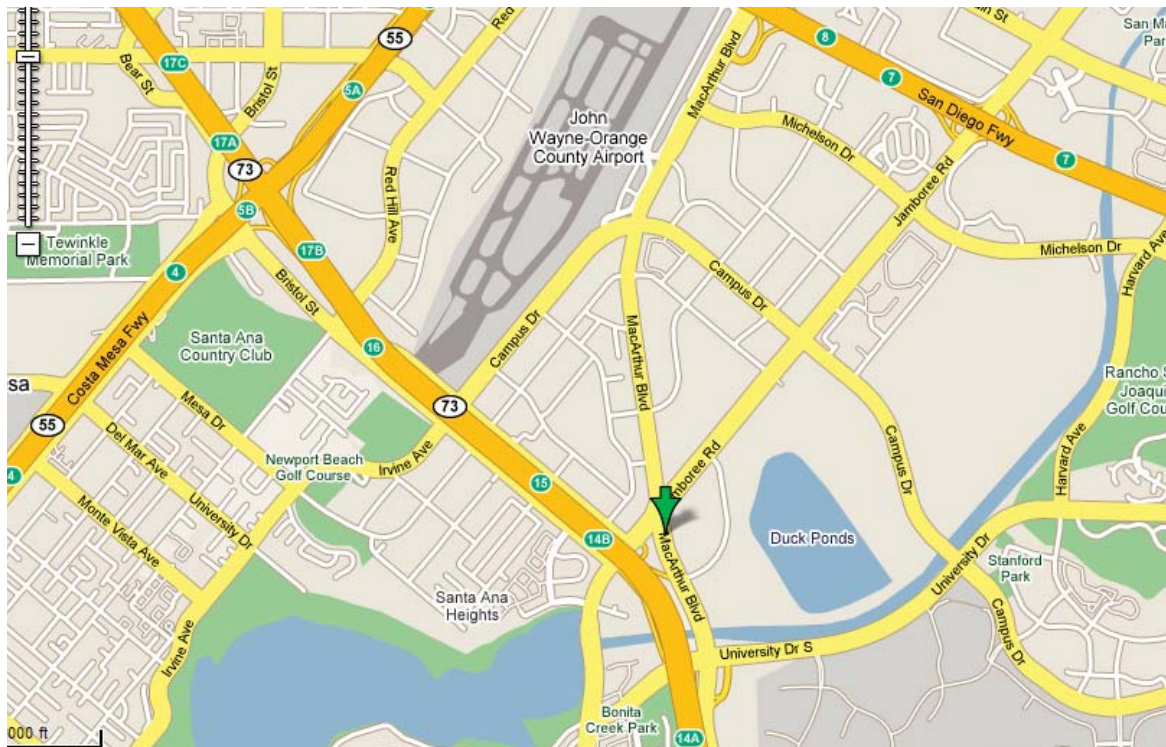 55
8
Main St
San Ma
Par
17C
Bear St
Bristol St
5A
Red
MacArthur Blvd
7
San Diego Fwy
John
Wayne-Orange
County Airport
Michelson Dr
7
17A
73
Red Hill Ave
Jamboree Rd
5B
Tewinkle
Memorial Park
17B
Michelson Dr
Harvard Ave
4
Bristol St
Campus Dr
Costa Mesa Fwy
Santa Ana
Country Club
16
Campus Dr
MacArthur Blvd
sa
Rancho S
Joaqui
Golf Cou
55
Mesa Dr
73
Del Mar Ave
Newport Beach
Golf Course
Irvine Ave
Jamboree Rd
Campus Dr
Harvard Ave
4
University Dr
15
Monte Vista Ave
14B
Duck Ponds
MacArthur Blvd
University Dr
Stanford
Park
Santa Ana
Heights
Irvine Ave
Campus Dr
University Dr S
Bonita
Creek Park
000 ft
14A